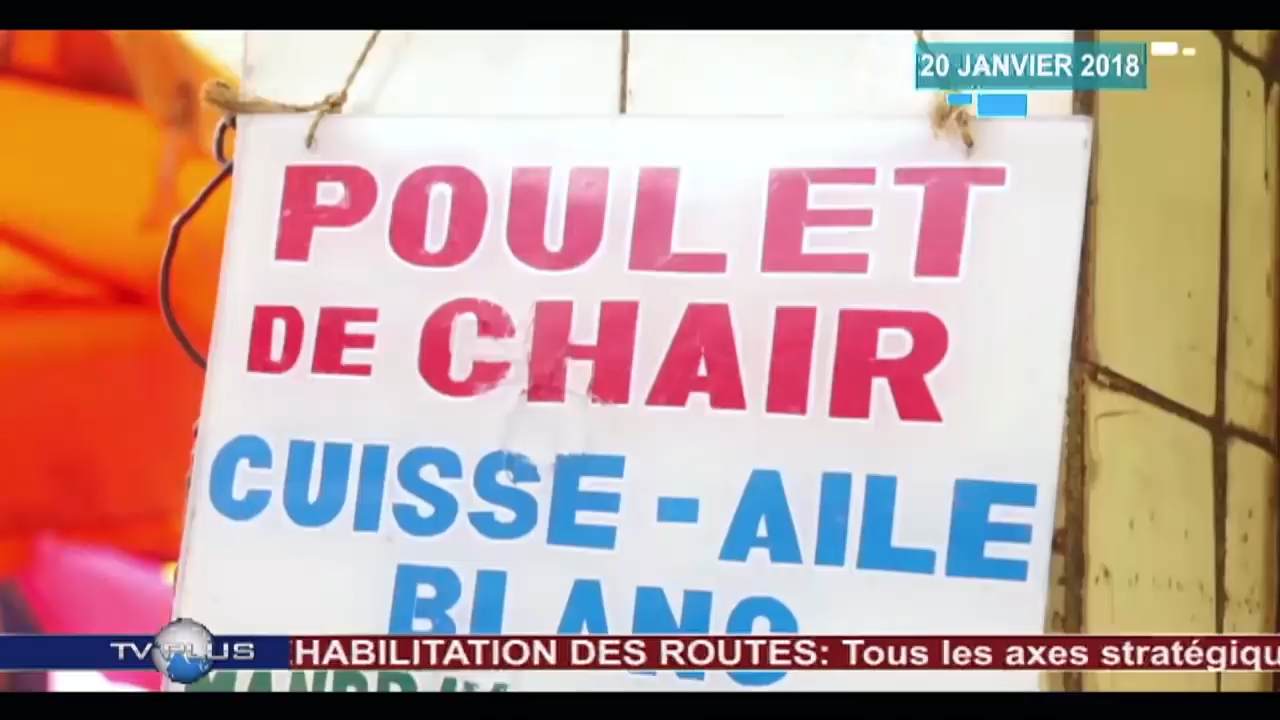 20 JANVIER 2018
POULET
DE CHAIR
CUISSE - AILE
BLANC
TV PLUS
HABILITATION DES ROUTES: Tous les axes stratégiqu